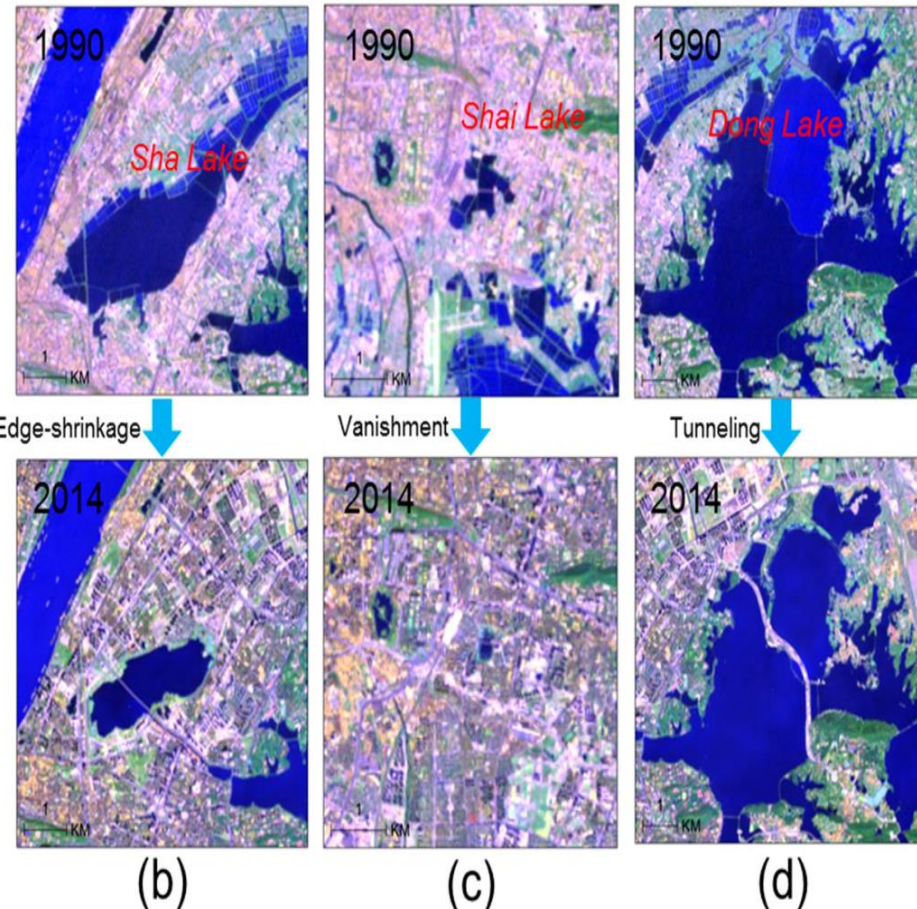 1990
Sha Lake
1
KM
1990
Shai Lake
1
KM
1990
Dong Lake
1
KM
Edge-shrinkage
Vanishment
Tunneling
2014
1
KM
2014
1
KM
2014
1
KM
(b)
(c)
(d)